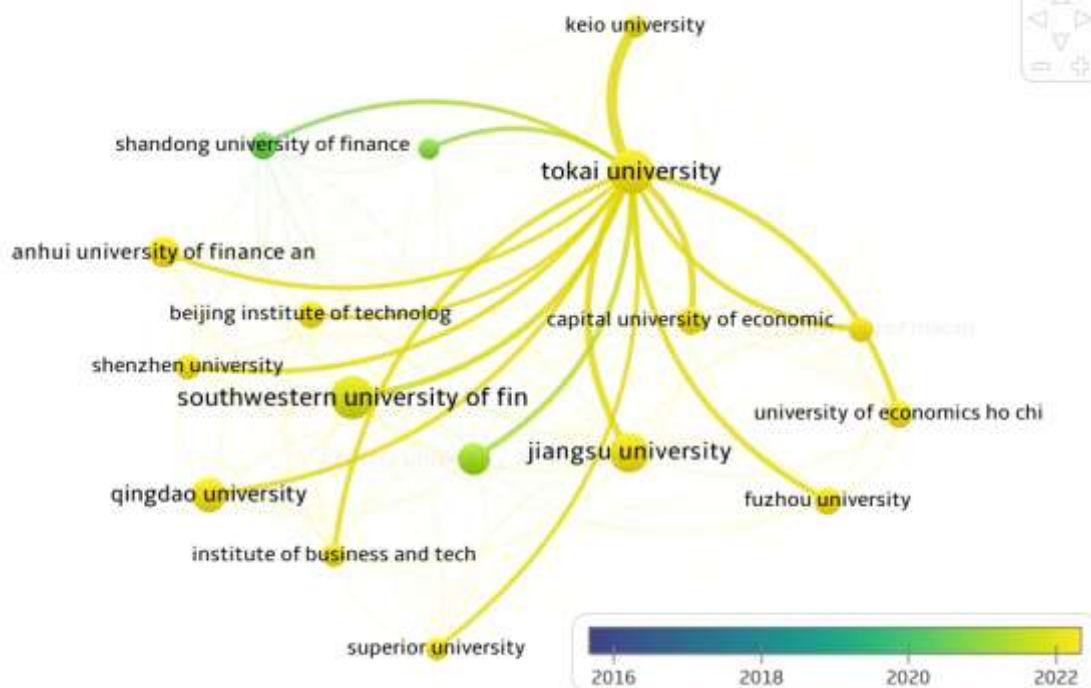 keio university
shandong university of finance
tokai university
anhui university of finance an
beijing institute of technolog
capital university of economic
shenzhen university
southwestern university of fin
university of economics ho chi
jiangsu university
qingdao university
fuzhou university
institute of business and tech
superior university
2016 2018 2020 2022